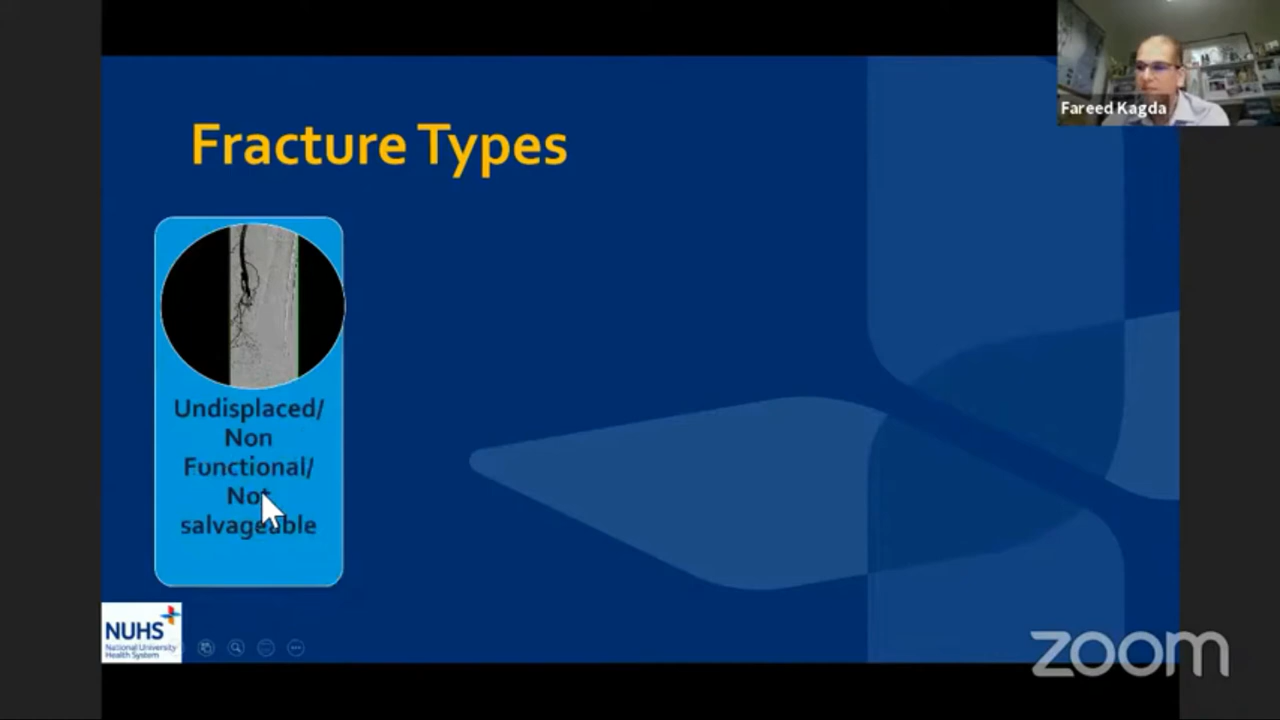 Fareed Kagda
Fracture Types
Undisplaced/
Non
Functional/
Not
salvageable
NUHS
National University
Health System
zoom